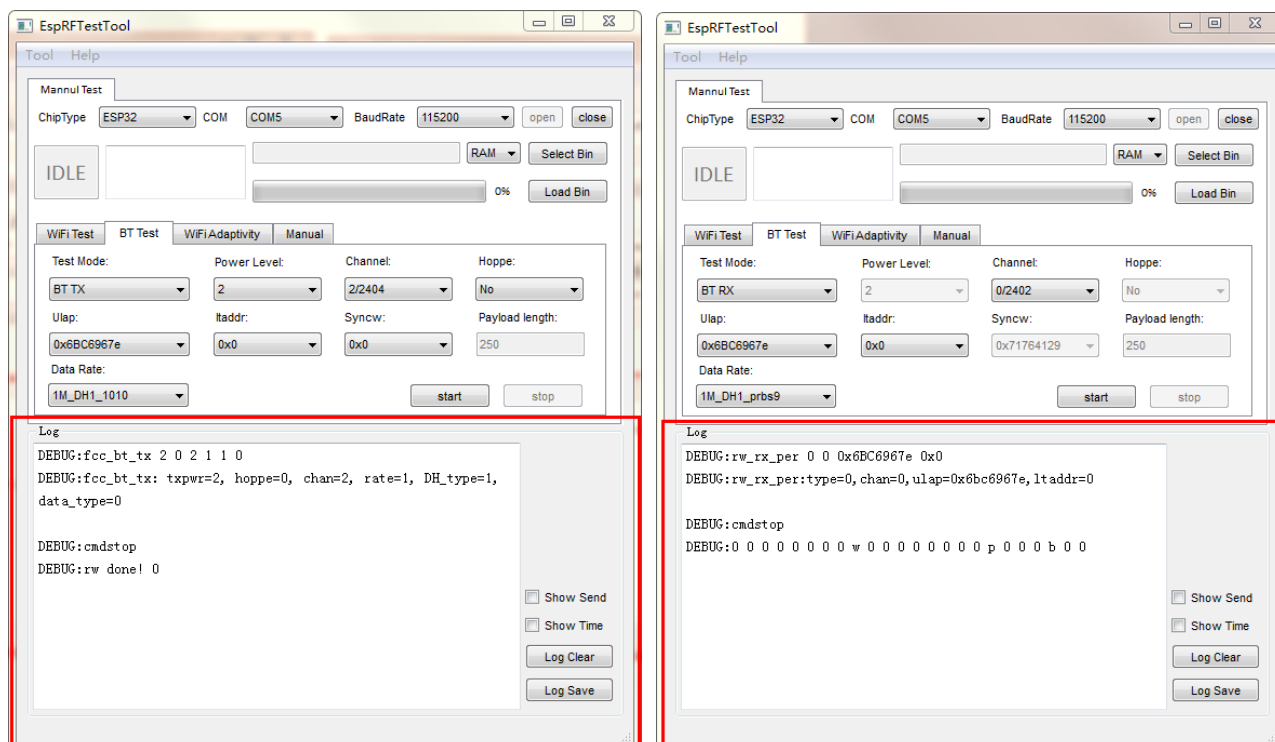 EspRFTestTool
Tool Help
Mannul Test
ChipType ESP32 COM COM5 BaudRate 115200 open close
IDLE RAM Select Bin
0% Load Bin
WiFi Test BT Test WiFi Adaptivity Manual
Test Mode: Power Level: Channel: Hoppe:
BT TX 2 2/2404 No
Ulap: ltaddr: Syncw: Payload length:
0x6BC6967e 0x0 0x0 250
Data Rate:
1M_DH1_1010 start stop
Log
DEBUG:fcc_bt_tx 2 0 2 1 1 0
DEBUG:fcc_bt_tx: txpwr=2, hoppe=0, chan=2, rate=1, DH_type=1,
data_type=0
DEBUG:cmdstop
DEBUG:rw done! 0
Show Send
Show Time
Log Clear
Log Save
EspRFTestTool
Tool Help
Mannul Test
ChipType ESP32 COM COM5 BaudRate 115200 open close
IDLE RAM Select Bin
0% Load Bin
WiFi Test BT Test WiFi Adaptivity Manual
Test Mode: Power Level: Channel: Hoppe:
BT RX 2 0/2402 No
Ulap: ltaddr: Syncw: Payload length:
0x6BC6967e 0x0 0x71764129 250
Data Rate:
1M_DH1_prbs9 start stop
Log
DEBUG:rw_rx_per 0 0 0x6BC6967e 0x0
DEBUG:rw_rx_per:type=0,chan=0,ulap=0x6bc6967e,ltaddr=0
DEBUG:cmdstop
DEBUG:0 0 0 0 0 0 0 0 w 0 0 0 0 0 0 0 0 p 0 0 0 b 0 0
Show Send
Show Time
Log Clear
Log Save